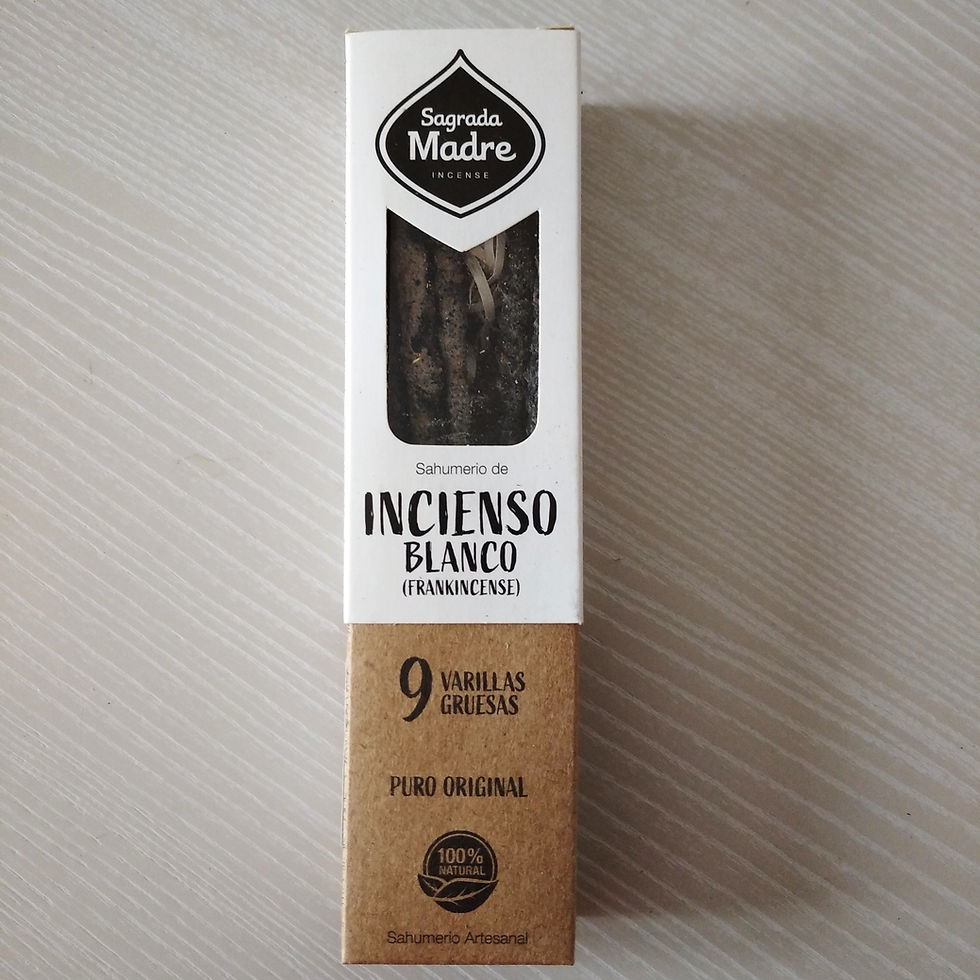 Sagrada
Madre
INCENSE
Sahumerio de
INCIENSO
BLANCO
(FRANKINCENSE)
9 VARILLAS
GRUESAS
PURO ORIGINAL
100%
NATURAL
Sahumerio Artesanal